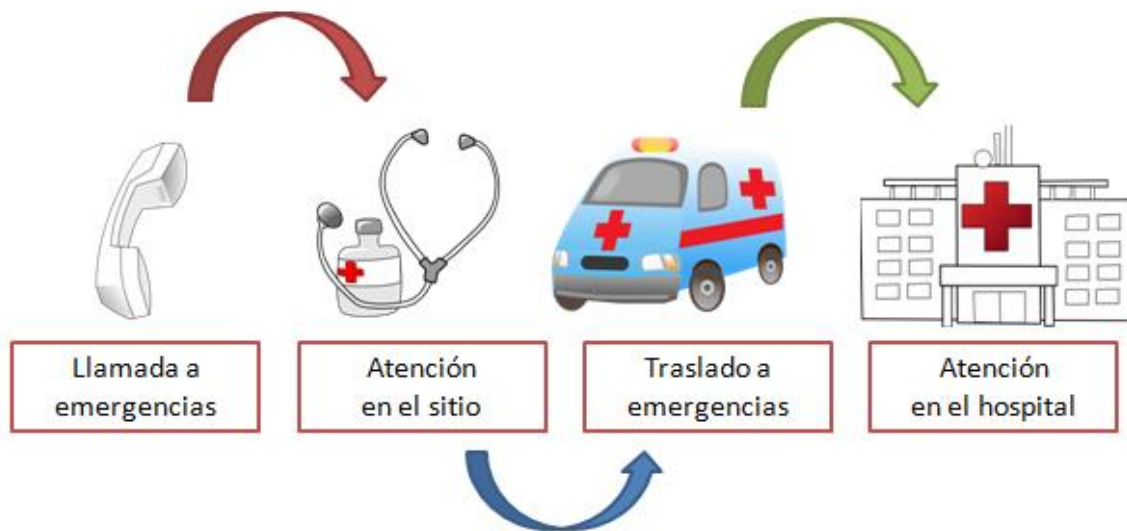 Llamada a
emergencias
Atención
en el sitio
Traslado a
emergencias
Atención
en el hospital